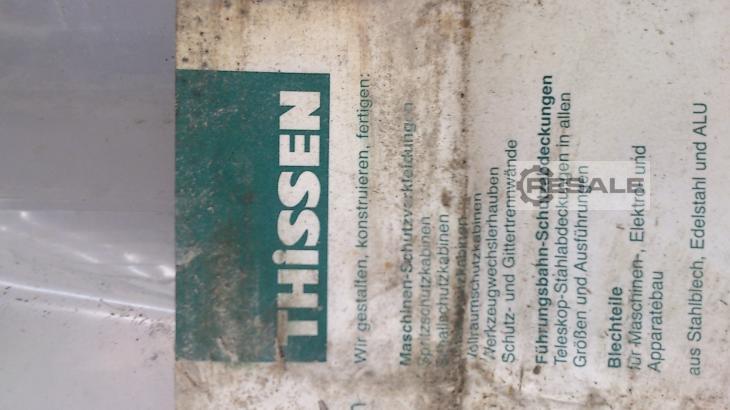 THiSSEN
Wir gestalten, konstruieren, fertigen:
Maschinen-Schutzverkleidungen
Spritzschutzkabinen
Schallschutzkabinen
Vollraumschutzkabinen
Werkzeugwechslerhauben
Schutz- und Gittertrennwände
Führungsbahn-Schutzabdeckungen
Teleskop-Stahlabdeckungen in allen
Größen und Ausführungen
Blechteile
für Maschinen-, Elektro- und
Apparatebau
aus Stahlblech, Edelstahl und ALU
RESALE